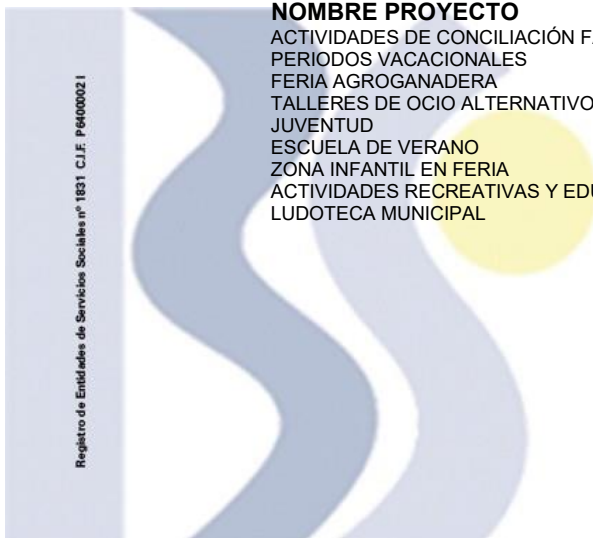 NOMBRE PROYECTO
ACTIVIDADES DE CONCILIACIÓN
PERIODOS VACACIONALES
FERIA AGROGANADERA
TALLERES DE OCIO ALTERNATIVO
JUVENTUD
ESCUELA DE VERANO
ZONA INFANTIL EN FERIA
ACTIVIDADES RECREATIVAS Y
LUDOTECA MUNICIPAL
Registro de Entidades de Servicios Sociales nº 1831 C.I.F. P6400002 I